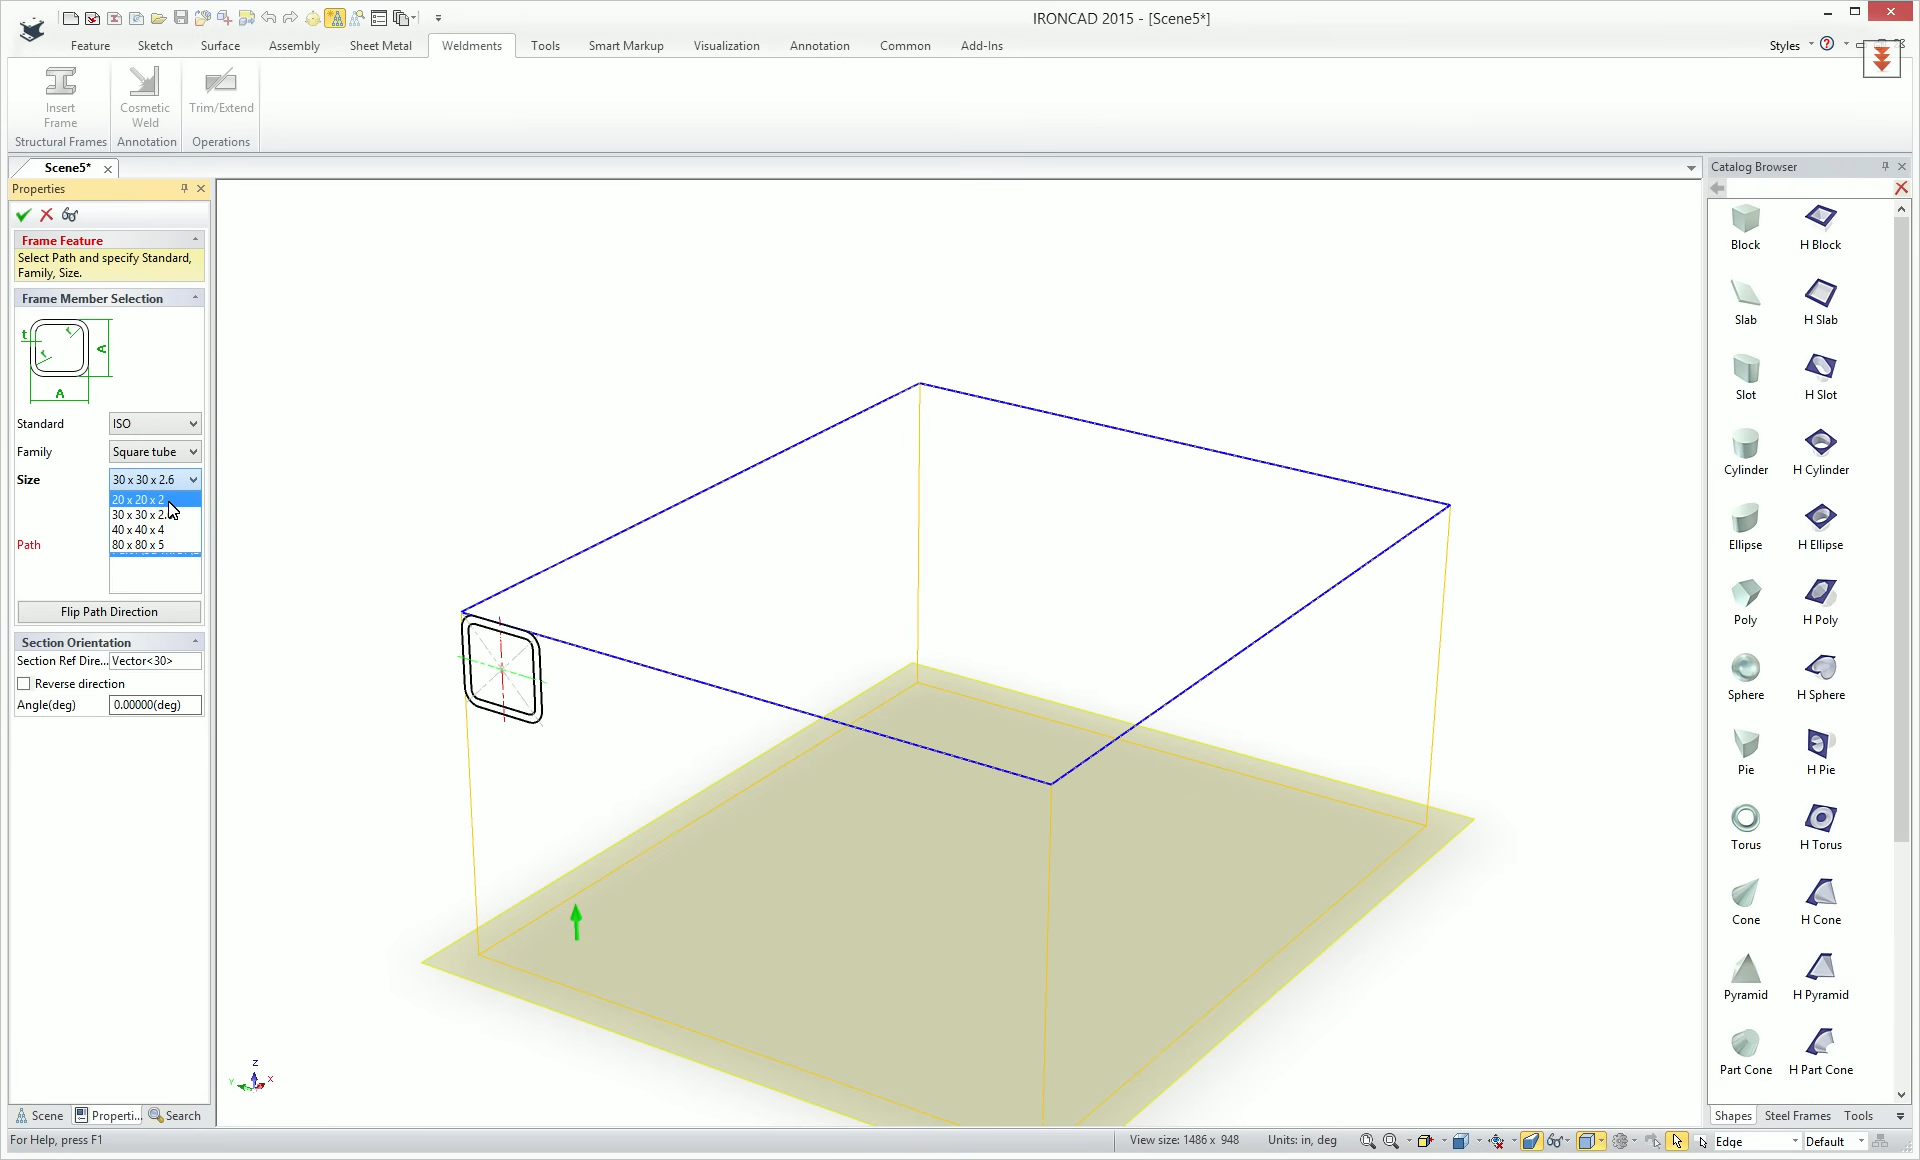 IRONCAD 2015 - [Scene5*]
Feature Sketch Surface Assembly Sheet Metal Weldments Tools Smart Markup Visualization Annotation Common Add-Ins Styles
Insert Frame
Cosmetic Weld
Trim/Extend
Structural Frames Annotation Operations
Scene5*
Properties
Frame Feature
Select Path and specify Standard,
Family, Size.
Frame Member Selection
t
r
r
A
A
Standard ISO
Family Square tube
Size 30 x 30 x 2.6
20 x 20 x 2
30 x 30 x 2.
40 x 40 x 4
80 x 80 x 5
Path
Flip Path Direction
Section Orientation
Section Ref Dire... Vector<30>
Reverse direction
Angle(deg) 0.00000(deg)
Z
Y
X
Scene Properti... Search
Catalog Browser
Block H Block
Slab H Slab
Slot H Slot
Cylinder H Cylinder
Ellipse H Ellipse
Poly H Poly
Sphere H Sphere
Pie H Pie
Torus H Torus
Cone H Cone
Pyramid H Pyramid
Part Cone H Part Cone
Shapes Steel Frames Tools
For Help, press F1
View size: 1486 x 948 Units: in, deg Edge Default